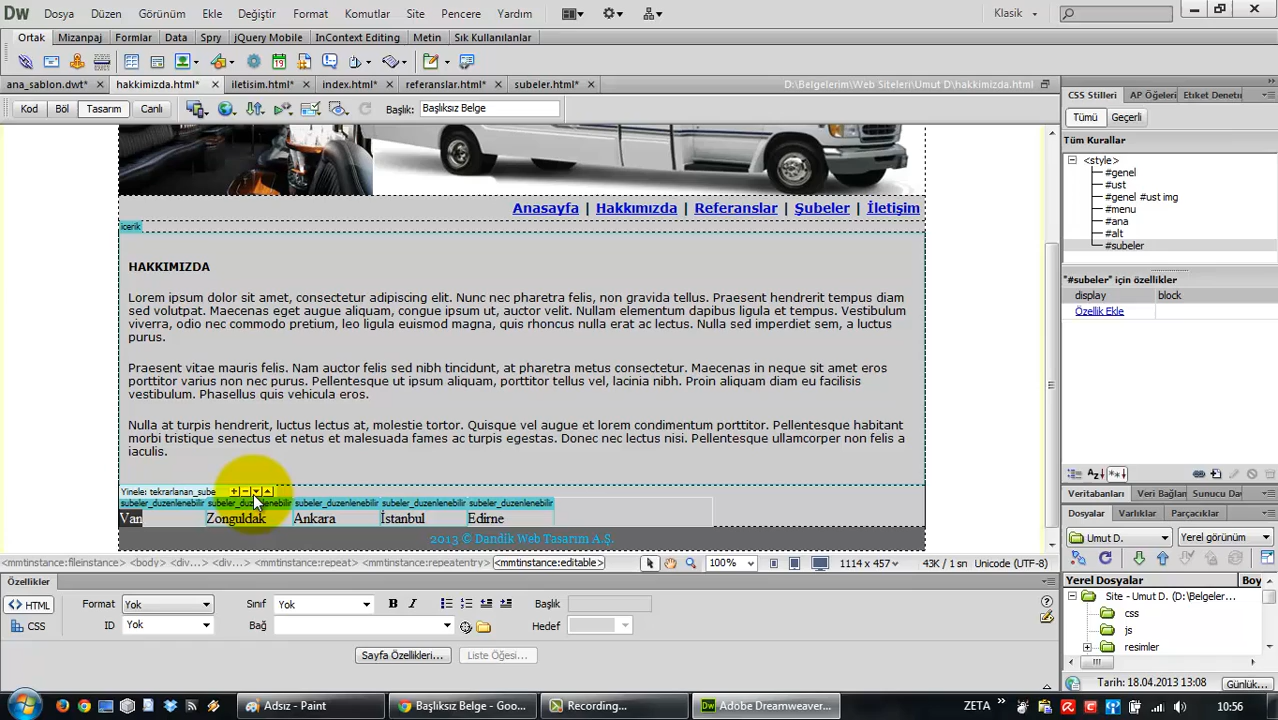 Dw Dosya Düzen Görünüm Ekle Değiştir Format Komutlar Site Pencere Yardım Klasik
Ortak Mizanpaj Formlar Data Spry jQuery Mobile InContext Editing Metin Sık Kullanılanlar
ana_sablon.dwt* hakkimizda.html* iletisim.html* index.html* referanslar.html* subeler.html* D:\Belgelerim\Web Siteleri\Umut D\hakkimizda.html
Kod Böl Tasarım Canlı Başlık: Başlıksız Belge
CSS Stilleri AP Öğeleri Etiket Denetı
Tümü Geçerli
Tüm Kurallar
<style>
#genel
#ust
#genel #ust img
#menu
#ana
#alt
#subeler
"#subeler" için özellikler
display block
Özellik Ekle
Anasayfa | Hakkımızda | Referanslar | Şubeler | İletişim
icerik
HAKKIMIZDA
Lorem ipsum dolor sit amet, consectetur adipiscing elit. Nunc nec pharetra felis, non gravida tellus. Praesent hendrerit tempus diam
sed volutpat. Maecenas eget augue aliquam, congue ipsum ut, auctor velit. Nullam elementum dapibus ligula et tempus. Vestibulum
viverra, odio nec commodo pretium, leo ligula euismod magna, quis rhoncus nulla erat ac lectus. Nulla sed imperdiet sem, a luctus
purus.
Praesent vitae mauris felis. Nam auctor felis sed nibh tincidunt, at pharetra metus consectetur. Maecenas in neque sit amet eros
porttitor varius non nec purus. Pellentesque ut ipsum aliquam, porttitor tellus vel, lacinia nibh. Proin aliquam diam eu facilisis
vestibulum. Phasellus quis vehicula eros.
Nulla at turpis hendrerit, luctus lectus at, molestie tortor. Quisque vel augue et lorem condimentum porttitor. Pellentesque habitant
morbi tristique senectus et netus et malesuada fames ac turpis egestas. Donec nec lectus nisi. Pellentesque ullamcorper non felis a
iaculis.
Yinele: tekrarlanan_sube
subeler_duzenlenebilir subeler_duzenlenebilir subeler_duzenlenebilir subeler_duzenlenebilir subeler_duzenlenebilir
Van Zonguldak Ankara İstanbul Edirne
2013 © Dandik Web Tasarım A.Ş.
Veritabanları Veri Bağlan Sunucu Da
Dosyalar Varlıklar Parçacıklar
Umut D. Yerel görünüm
Yerel Dosyalar Boy
Site - Umut D. (D:\Belgeler...
css
js
resimler
Tarih: 18.04.2013 13:08 Günlük...
<mmtinstance:fileinstance> <body> <div...> <div...> <mmtinstance:repeat> <mmtinstance:repeatentry> <mmtinstance:editable> 100% 1114 x 457 43K / 1 sn Unicode (UTF-8)
Özellikler
<> HTML Format Yok Sınıf Yok B I Başlık
CSS ID Yok Bağ Hedef
Sayfa Özellikleri... Liste Öğesi...
Adsız - Paint Başlıksız Belge - Goo... Recording... Adobe Dreamweaver... ZETA 10:56